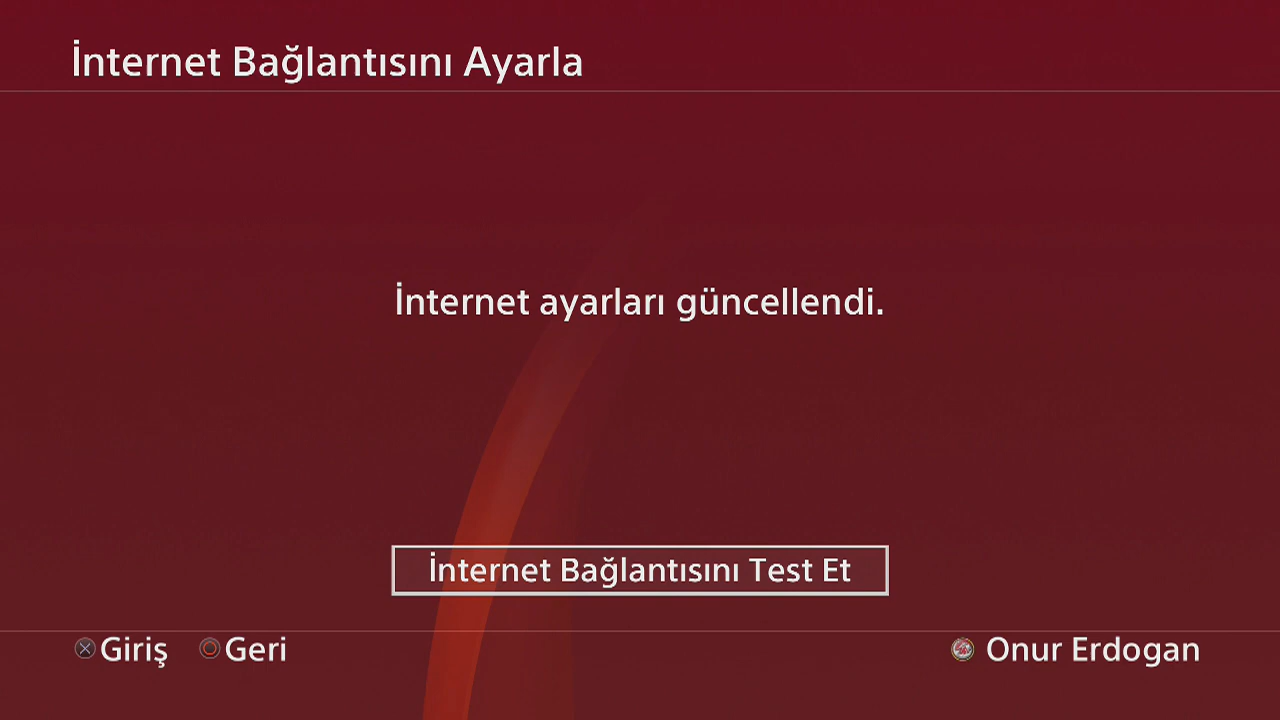 İnternet Bağlantısını Ayarla
İnternet ayarları güncellendi.
İnternet Bağlantısını Test Et
Giriş Geri Onur Erdogan